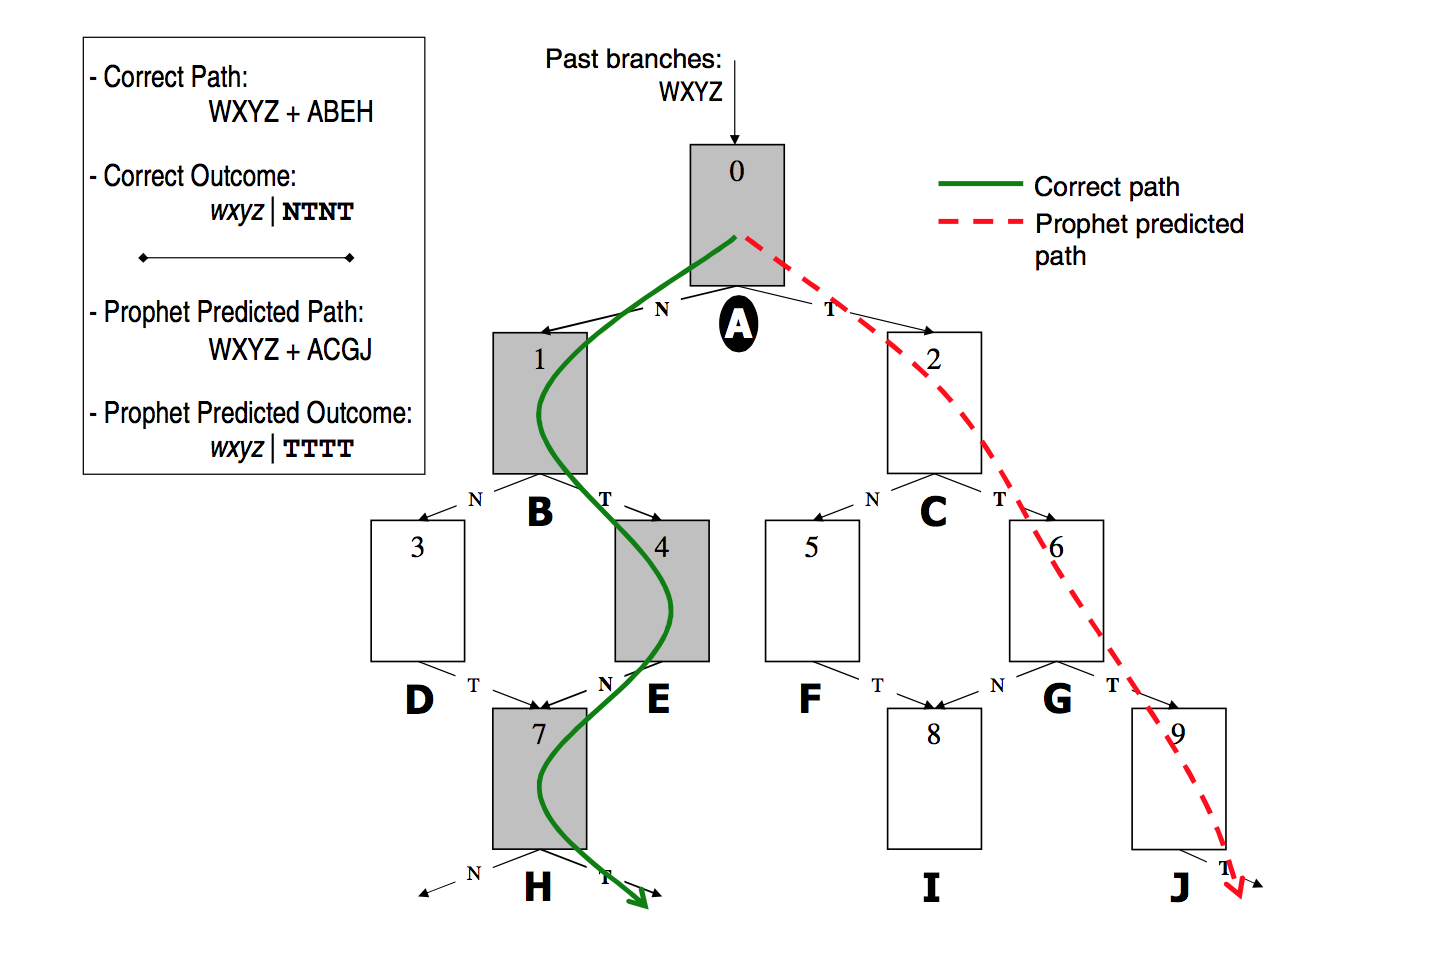 - Correct Path:
WXYZ + ABEH
- Correct Outcome:
wxyz | NTNT
- Prophet Predicted Path:
WXYZ + ACGJ
- Prophet Predicted Outcome:
wxyz | TTTT
Past branches:
WXYZ
Correct path
Prophet predicted
path
0
N
A
T
1
2
N
B
T
N
C
T
3
4
5
6
D
T
N
E
F
T
N
G
T
7
8
9
N
H
T
I
J
T